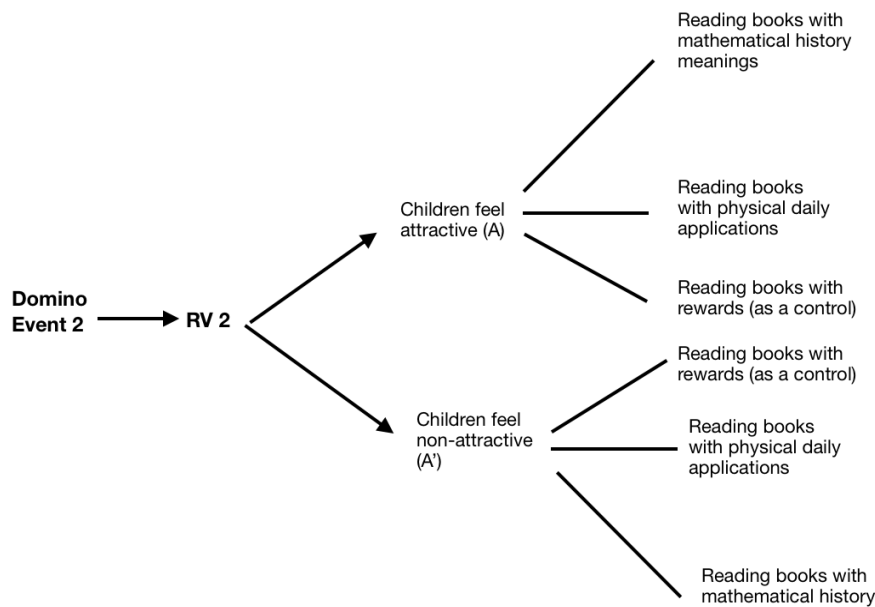 Reading books with
mathematical history
meanings
Children feel
attractive (A)
Reading books
with physical daily
applications
Reading books with
rewards (as a control)
Domino
Event 2
RV 2
Reading books with
rewards (as a control)
Children feel
non-attractive
(A')
Reading books
with physical daily
applications
Reading books with
mathematical history